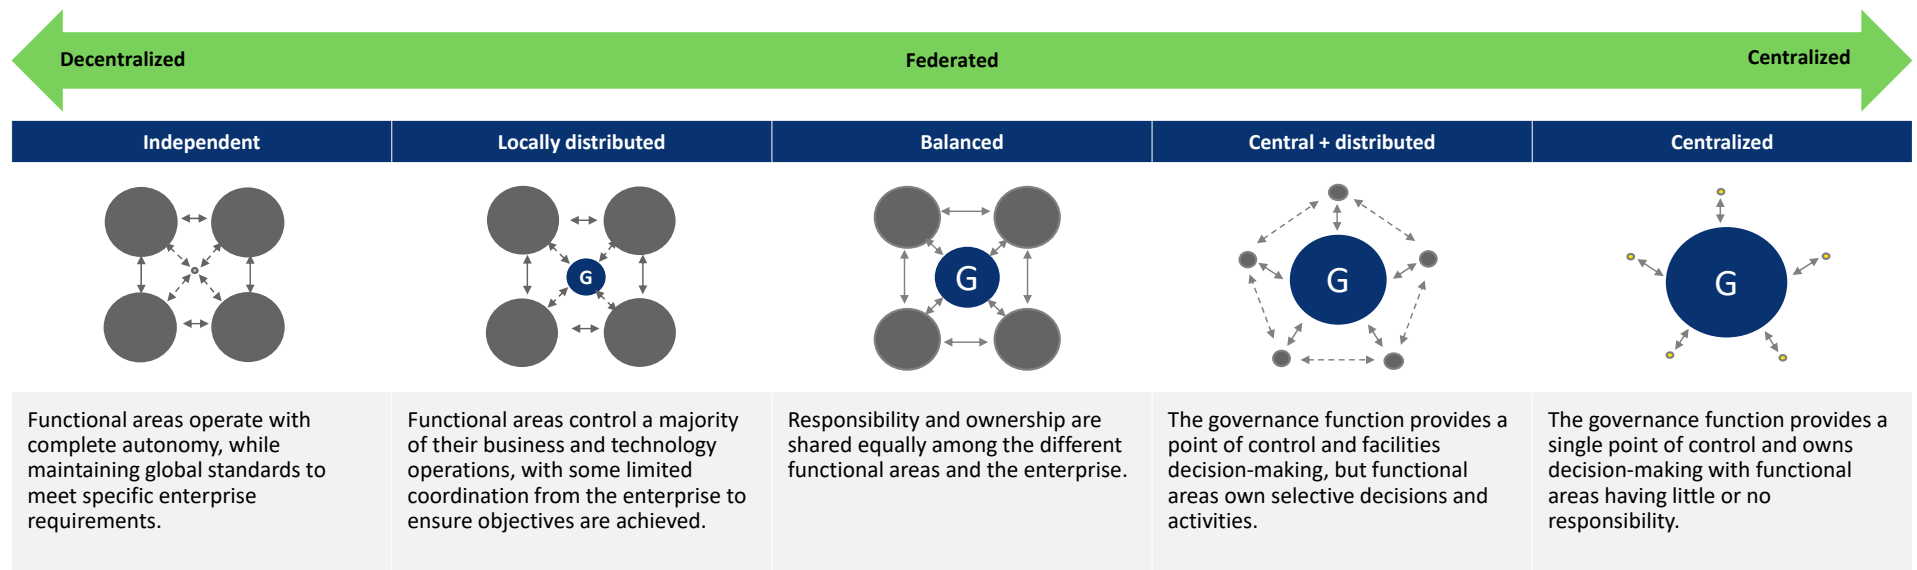 Decentralized
Federated
Centralized
Independent
Locally distributed
Balanced
Central + distributed
Centralized
G
G
G
G
Functional areas operate with
complete autonomy, while
maintaining global standards to
meet specific enterprise
requirements.
Functional areas control a majority
of their business and technology
operations, with some limited
coordination from the enterprise to
ensure objectives are achieved.
Responsibility and ownership are
shared equally among the different
functional areas and the enterprise.
The governance function provides a
point of control and facilities
decision-making, but functional
areas own selective decisions and
activities.
The governance function provides a
single point of control and owns
decision-making with functional
areas having little or no
responsibility.